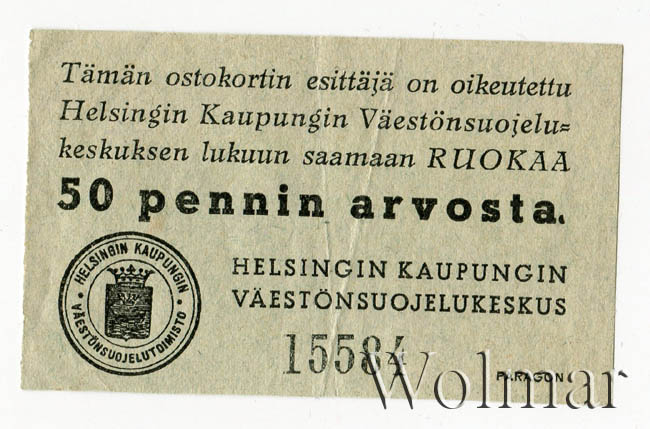 Tämän ostokortin esittäjä on oikeutettu
Helsingin Kaupungin Väestönsuojelu=
keskuksen lukuun saamaan RUOKAA
50 pennin arvosta.
HELSINGIN KAUPUNGIN
VÄESTÖNSUOJELUTOIMISTO
HELSINGIN KAUPUNGIN
VÄESTÖNSUOJELUKESKUS
15584
PARAGON
Wolmar